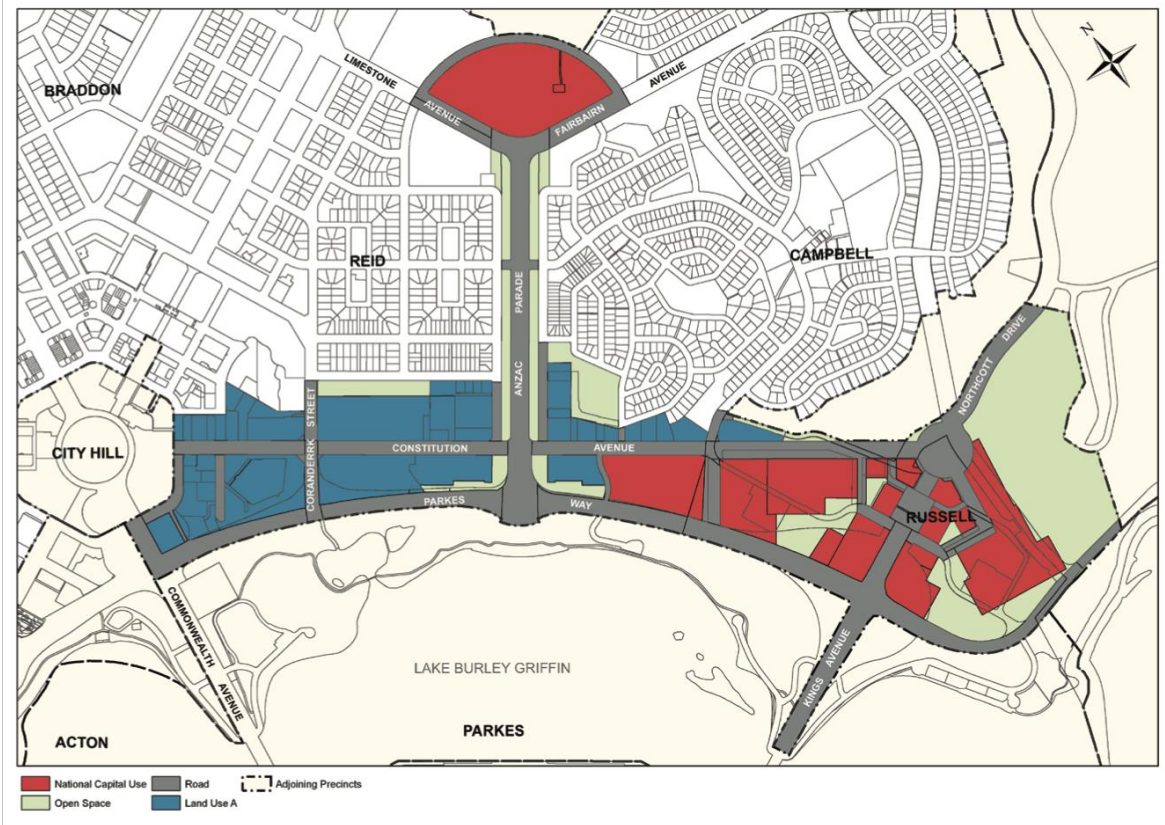 N
BRADDON
LIMESTONE
AVENUE
AVENUE
FAIRBAIRN
REID
CAMPBELL
ANZAC PARADE
NORTHCOTT DRIVE
CORANDERRK STREET
CITY HILL
CONSTITUTION
AVENUE
PARKES
WAY
RUSSELL
COMMONWEALTH AVENUE
KINGS AVENUE
LAKE BURLEY GRIFFIN
PARKES
ACTON
National Capital Use
Road
Adjoining Precincts
Open Space
Land Use A